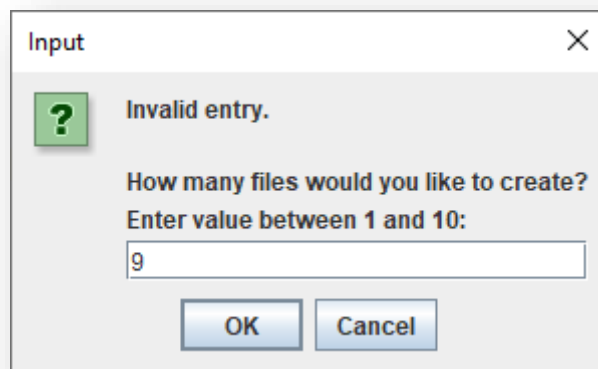 Input
?
Invalid entry.
How many files would you like to create?
Enter value between 1 and 10:
9
OK
Cancel